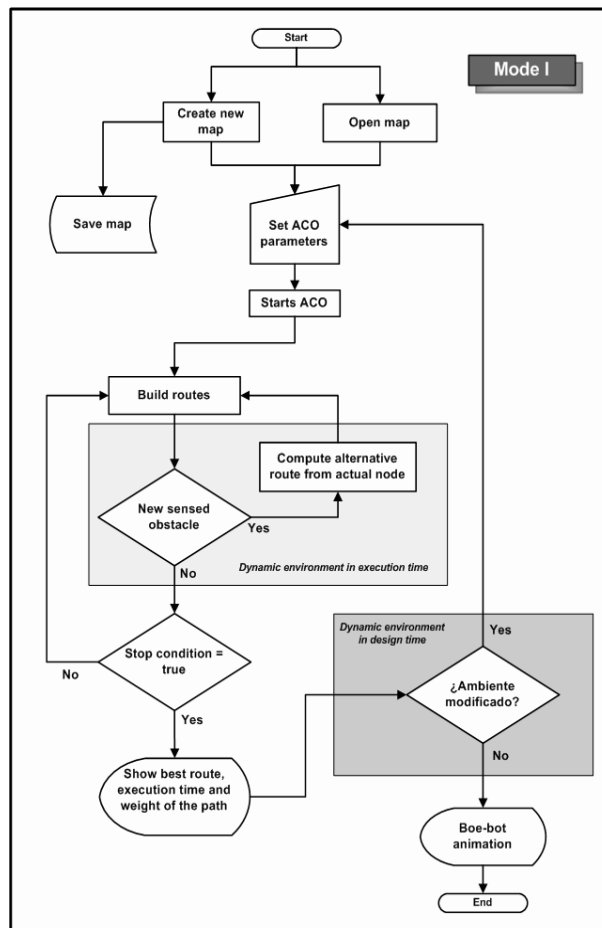 Start
Mode I
Create new
map
Open map
Save map
Set ACO
parameters
Starts ACO
Build routes
Compute alternative
route from actual node
New sensed
obstacle
Yes
Dynamic environment in execution time
No
Dynamic environment
in design time
Yes
Stop condition =
true
No
¿Ambiente
modificado?
Yes
No
Show best route,
execution time and
weight of the path
Boe-bot
animation
End